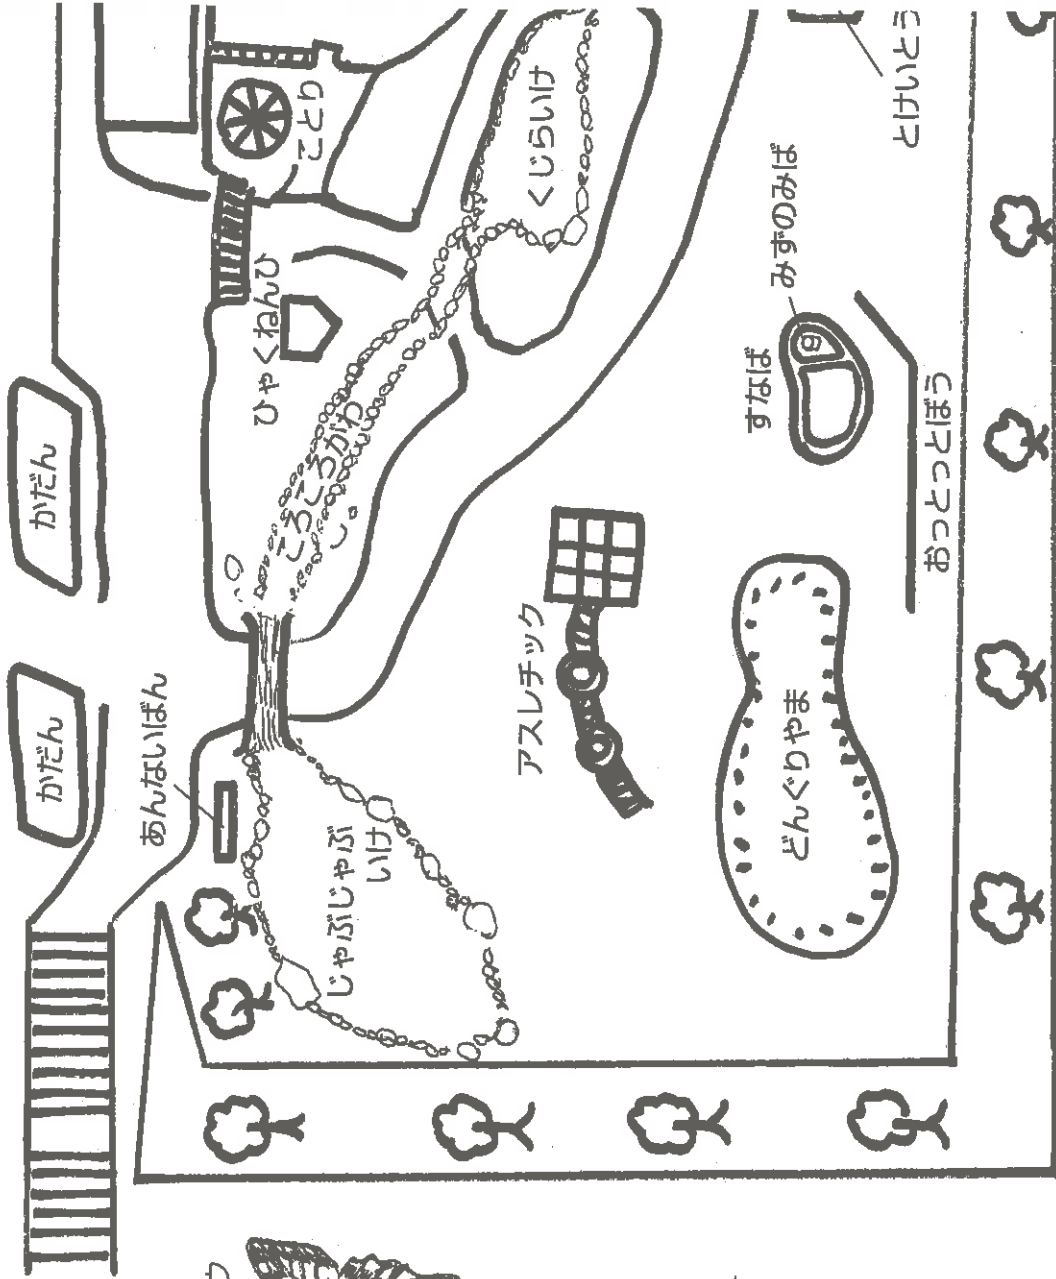 かだん
かだん
あんないばん
じゃぶじゃぶ
いけ
ひゃくねんひ
ことり
ころころがわ
くじらいけ
アスレチック
どんぐりやま
すなば
みずのみば
おっとっとぼう
とけいとう